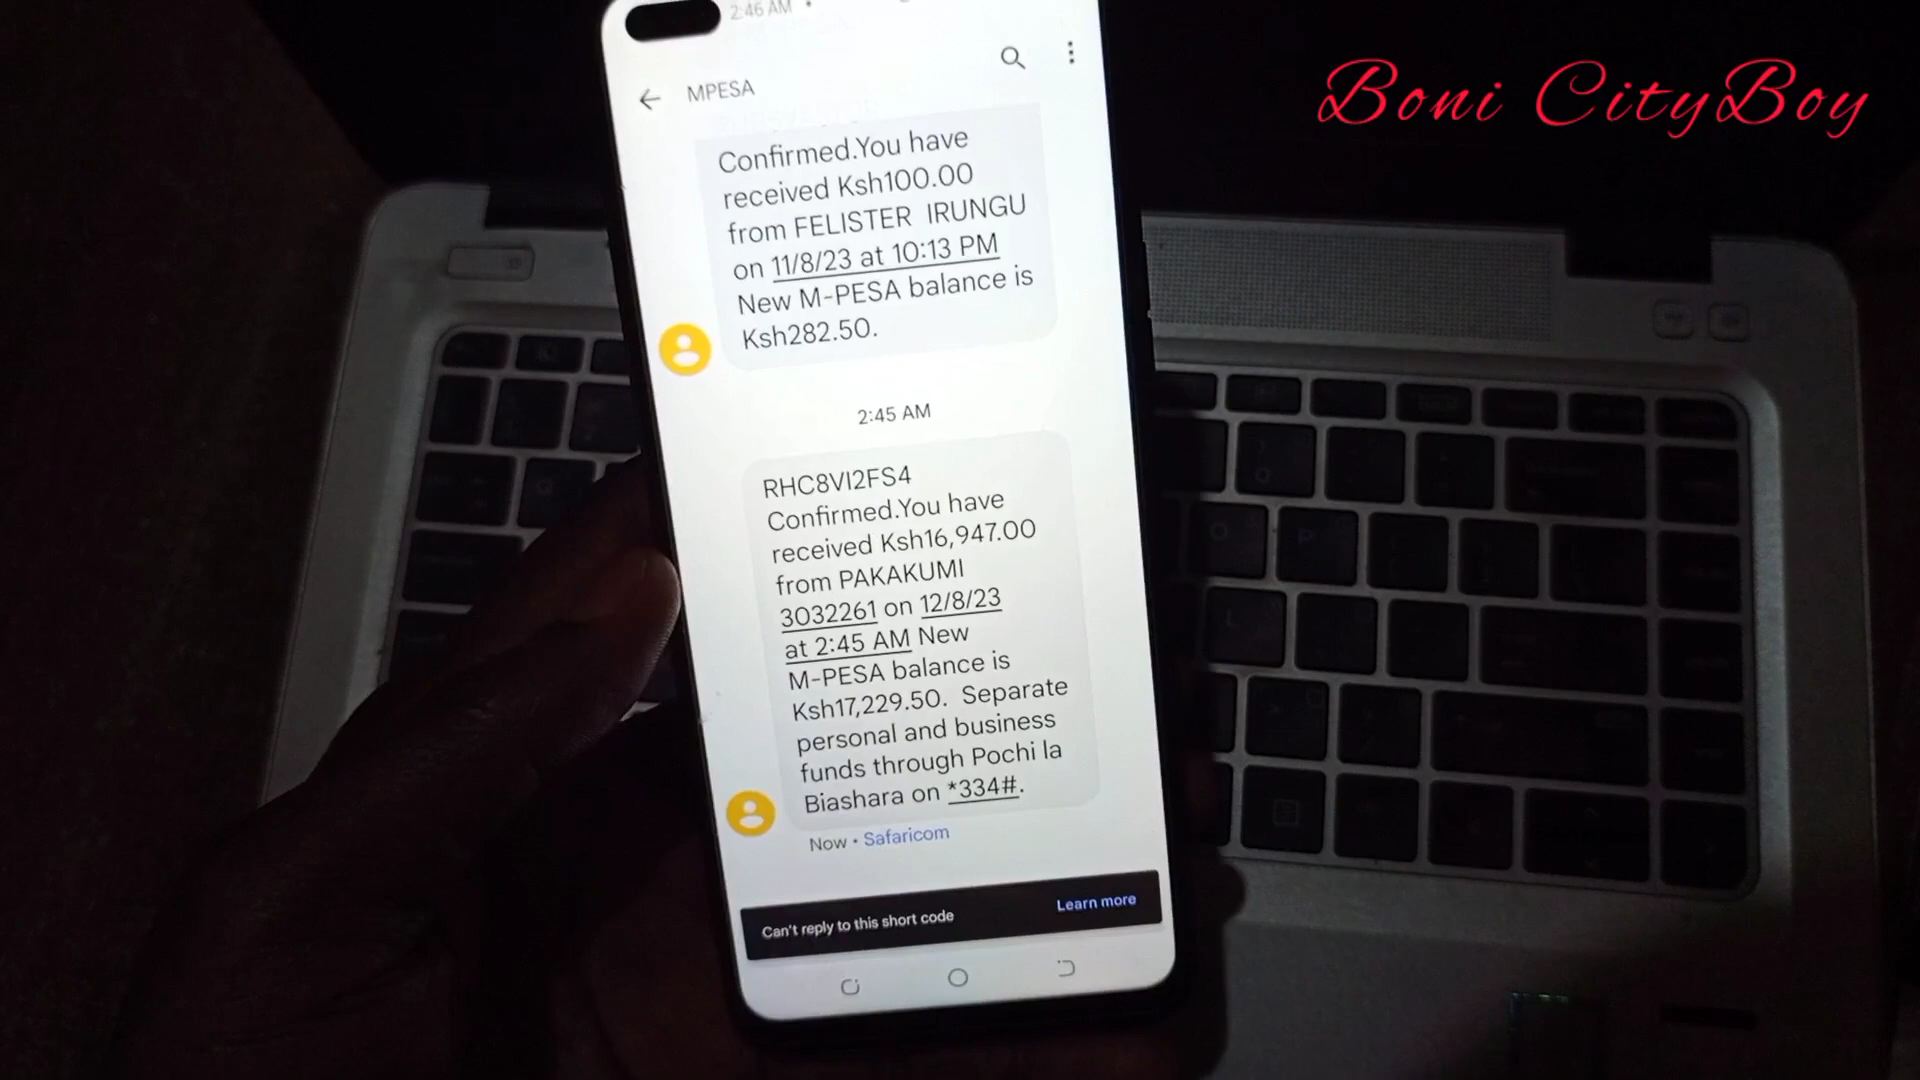 2:46 AM
Boni CityBoy
MPESA
Confirmed.You have
received Ksh100.00
from FELISTER IRUNGU
on 11/8/23 at 10:13 PM
New M-PESA balance is
Ksh282.50.
2:45 AM
RHC8VI2FS4
Confirmed.You have
received Ksh16,947.00
from PAKAKUMI
3032261 on 12/8/23
at 2:45 AM New
M-PESA balance is
Ksh17,229.50. Separate
personal and business
funds through Pochi la
Biashara on *334#.
Now • Safaricom
Can't reply to this short code
Learn more
O
P
L